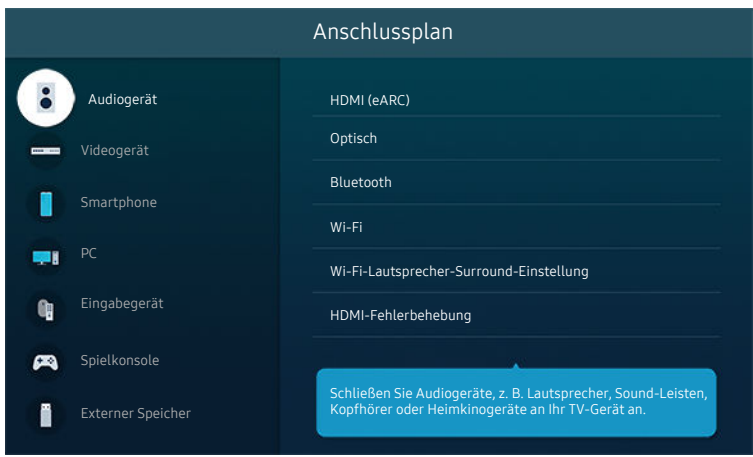 Anschlussplan
Audiogerät
Videogerät
Smartphone
PC
Eingabegerät
Spielkonsole
Externer Speicher
HDMI (eARC)
Optisch
Bluetooth
Wi-Fi
Wi-Fi-Lautsprecher-Surround-Einstellung
HDMI-Fehlerbehebung
Schließen Sie Audiogeräte, z. B. Lautsprecher, Sound-Leisten,
Kopfhörer oder Heimkinogeräte an Ihr TV-Gerät an.